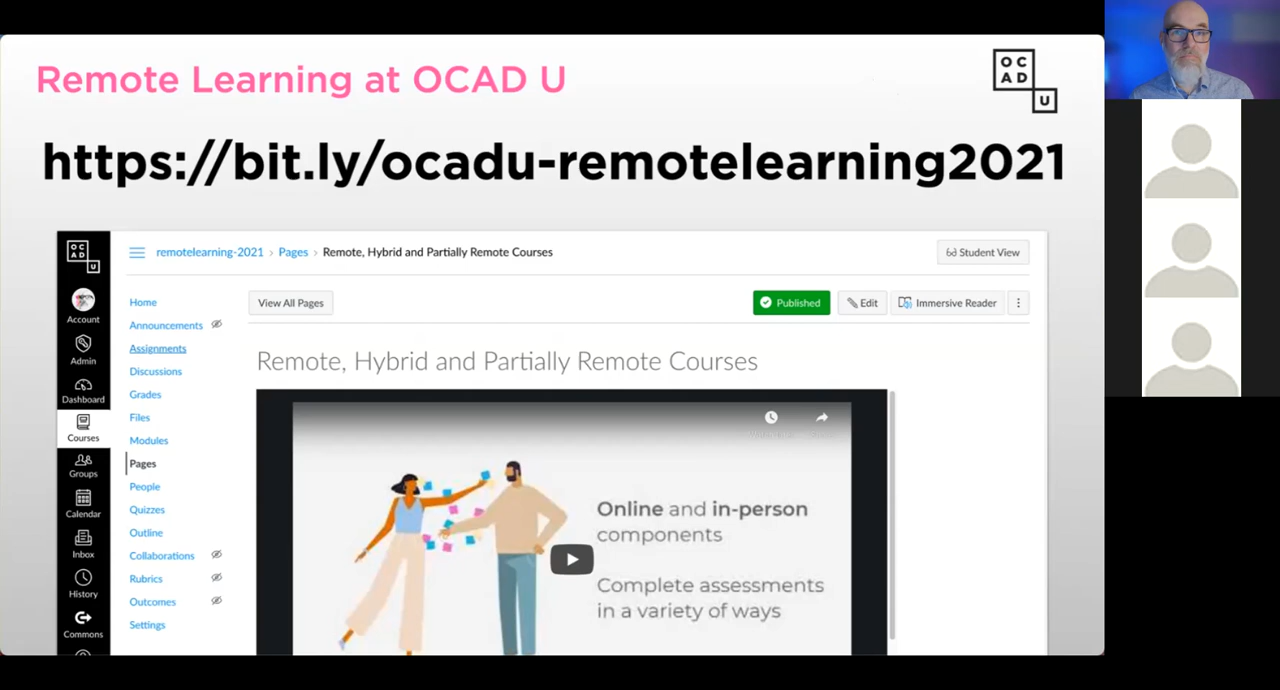 Remote Learning at OCAD U
OC
AD
U
https://bit.ly/ocadu-remotelearning2021
OC
AD
U
remotelearning-2021 > Pages > Remote, Hybrid and Partially Remote Courses
Student View
Account
Admin
Dashboard
Courses
Groups
Calendar
Inbox
History
Commons
Home
Announcements
Assignments
Discussions
Grades
Files
Modules
Pages
People
Quizzes
Outline
Collaborations
Rubrics
Outcomes
Settings
View All Pages
Published
Edit
Immersive Reader
Remote, Hybrid and Partially Remote Courses
Online and in-person
components
Complete assessments
in a variety of ways